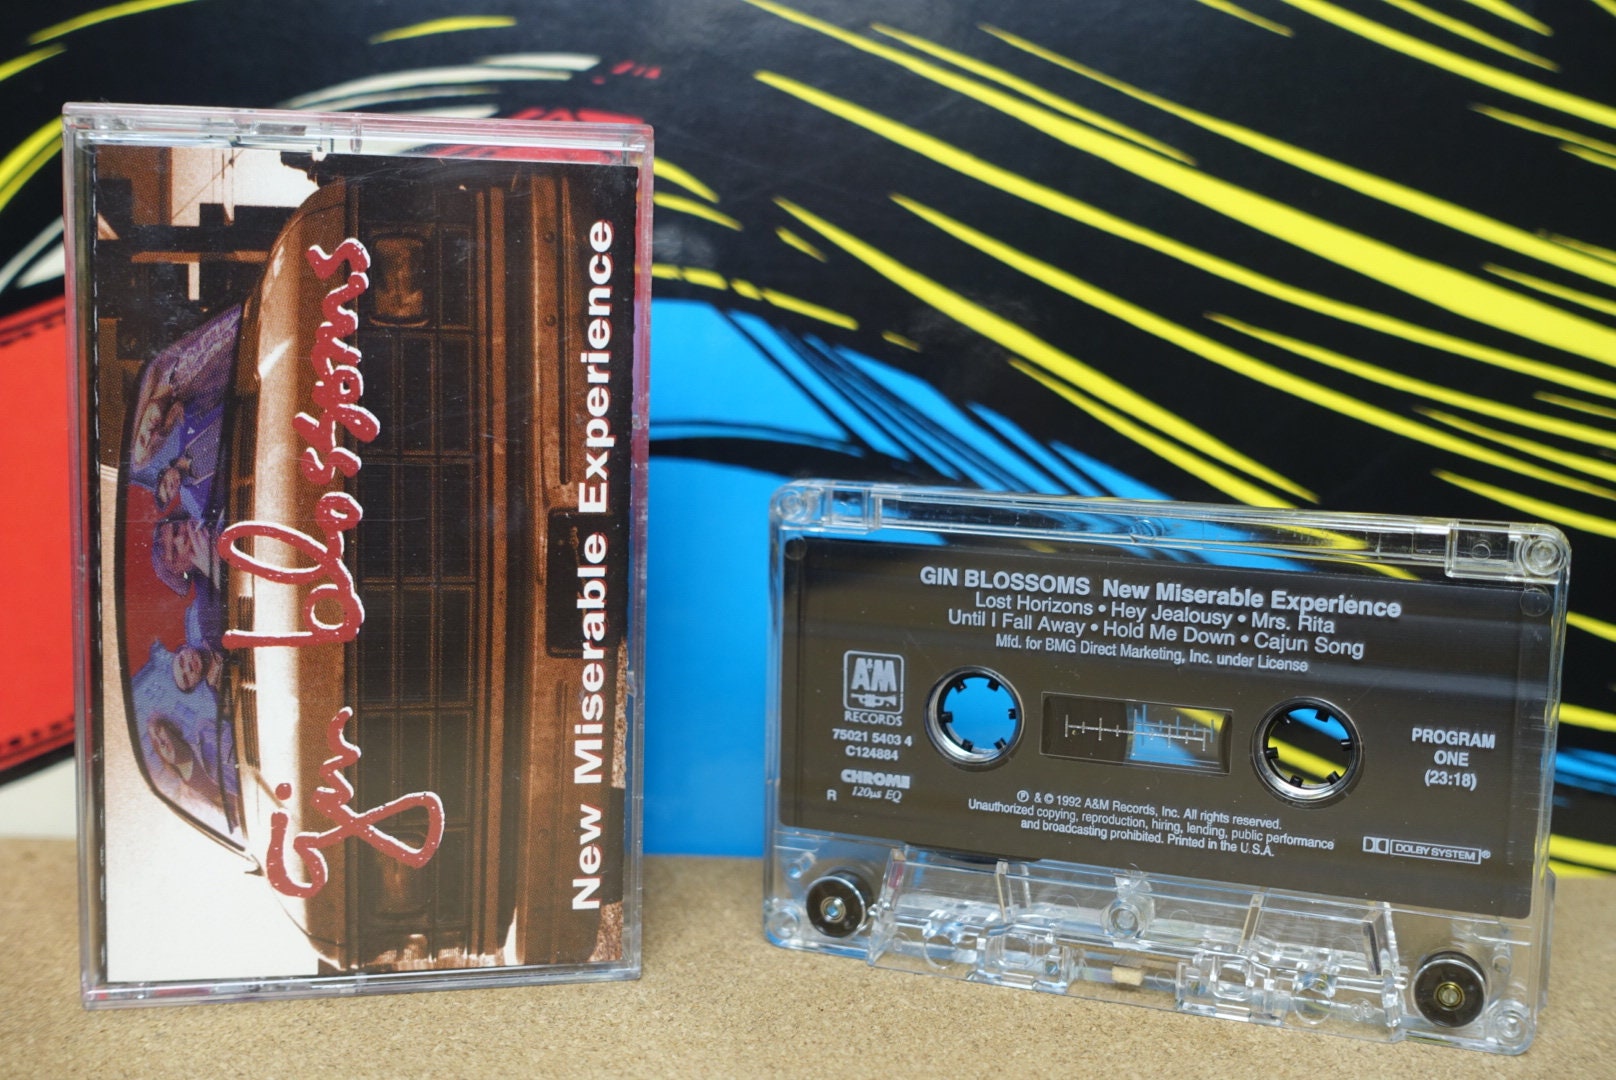 gin blossoms
New Miserable Experience
GIN BLOSSOMS New Miserable Experience
Lost Horizons • Hey Jealousy • Mrs. Rita
Until I Fall Away • Hold Me Down • Cajun Song
Mfd. for BMG Direct Marketing, Inc. under License
A&M
RECORDS
75021 5403 4
C124884
CHROME
120µs EQ
R
PROGRAM
ONE
(23:18)
℗ & © 1992 A&M Records, Inc. All rights reserved.
Unauthorized copying, reproduction, hiring, lending, public performance
and broadcasting prohibited. Printed in the U.S.A.
DOLBY SYSTEM®